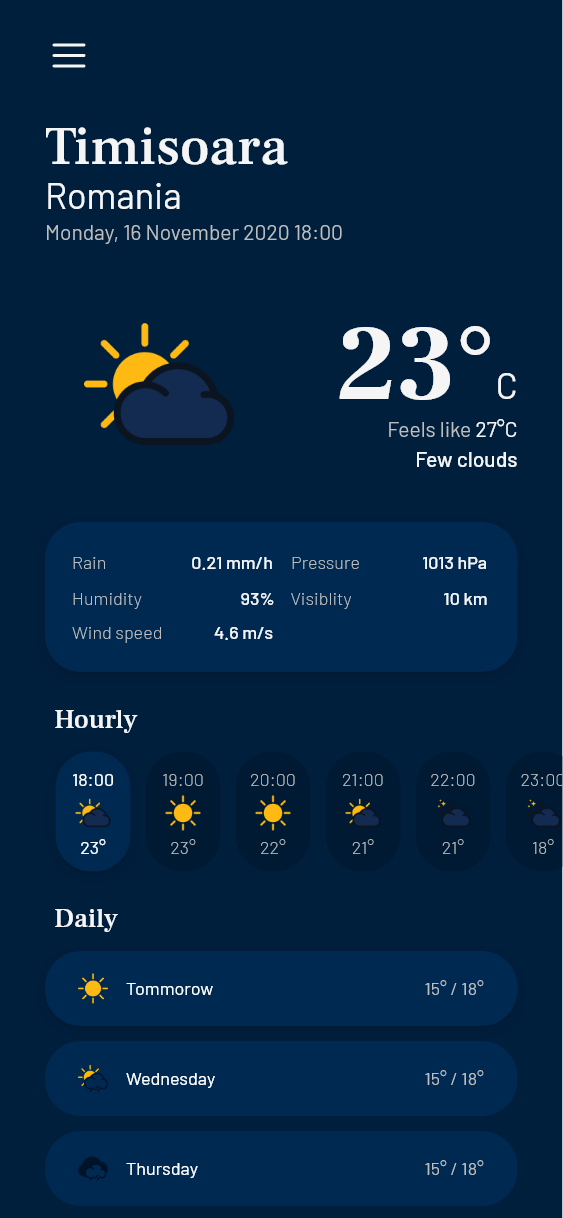 Timisoara
Romania
Monday, 16 November 2020 18:00
23° C
Feels like 27°C
Few clouds
Rain 0.21 mm/h Pressure 1013 hPa
Humidity 93% Visiblity 10 km
Wind speed 4.6 m/s
Hourly
18:00 19:00 20:00 21:00 22:00 23:00
23° 23° 22° 21° 21° 18°
Daily
Tommorow 15° / 18°
Wednesday 15° / 18°
Thursday 15° / 18°